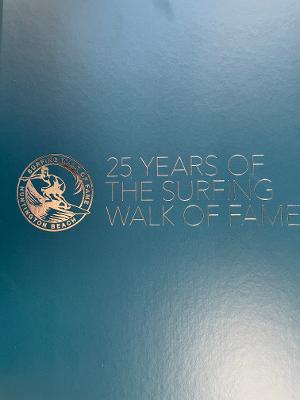 SURFING WALK OF FAME
HUNTINGTON BEACH
25 YEARS OF
THE SURFING
WALK OF FAME